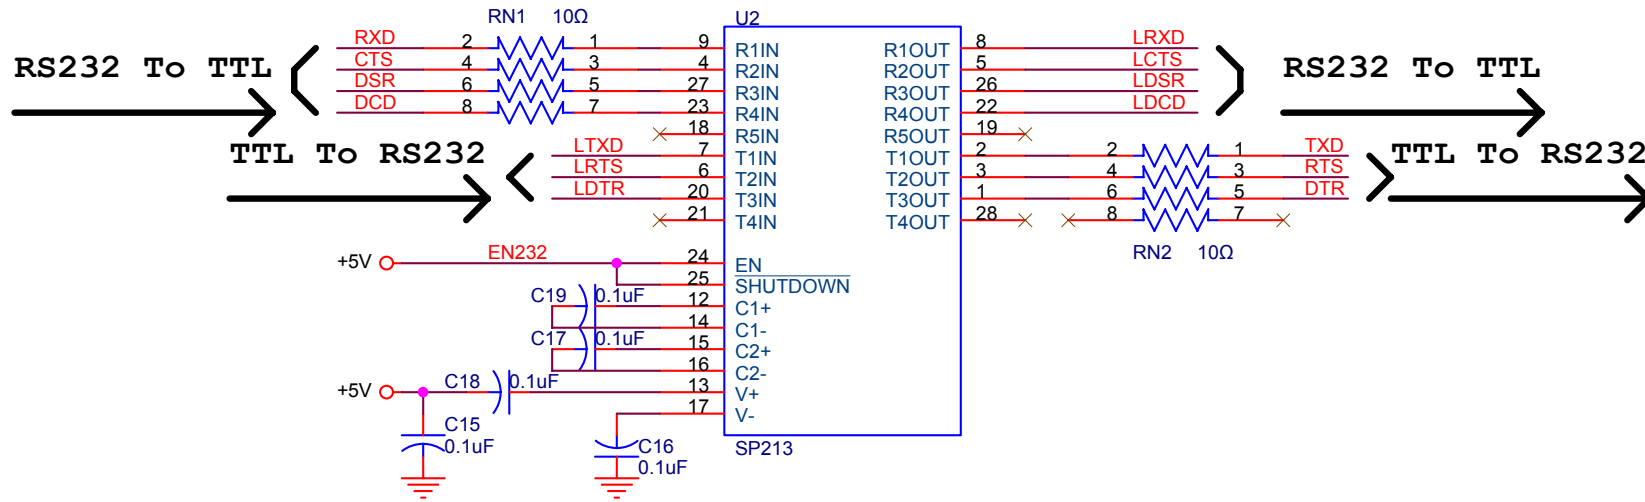 RN1 10Ω U2
RXD 2 1 9 R1IN R1OUT 8 LRXD
CTS 4 3 4 R2IN R2OUT 5 LCTS
RS232 To TTL RS232 To TTL
DSR 6 5 27 R3IN R3OUT 26 LDSR
DCD 8 7 23 R4IN R4OUT 22 LDCD
18 R5IN R5OUT 19
TTL To RS232 LTXD 7 T1IN T1OUT 2 2 1 TXD TTL To RS232
LRTS 6 T2IN T2OUT 3 4 3 RTS
LDTR 20 T3IN T3OUT 1 6 5 DTR
21 T4IN T4OUT 28 8 7
RN2 10Ω
+5V EN232 24 EN
25 SHUTDOWN
C19 0.1uF 12 C1+
14 C1-
C17 0.1uF 15 C2+
16 C2-
+5V C18 0.1uF 13 V+
17 V-
C15
0.1uF
C16
0.1uF
SP213